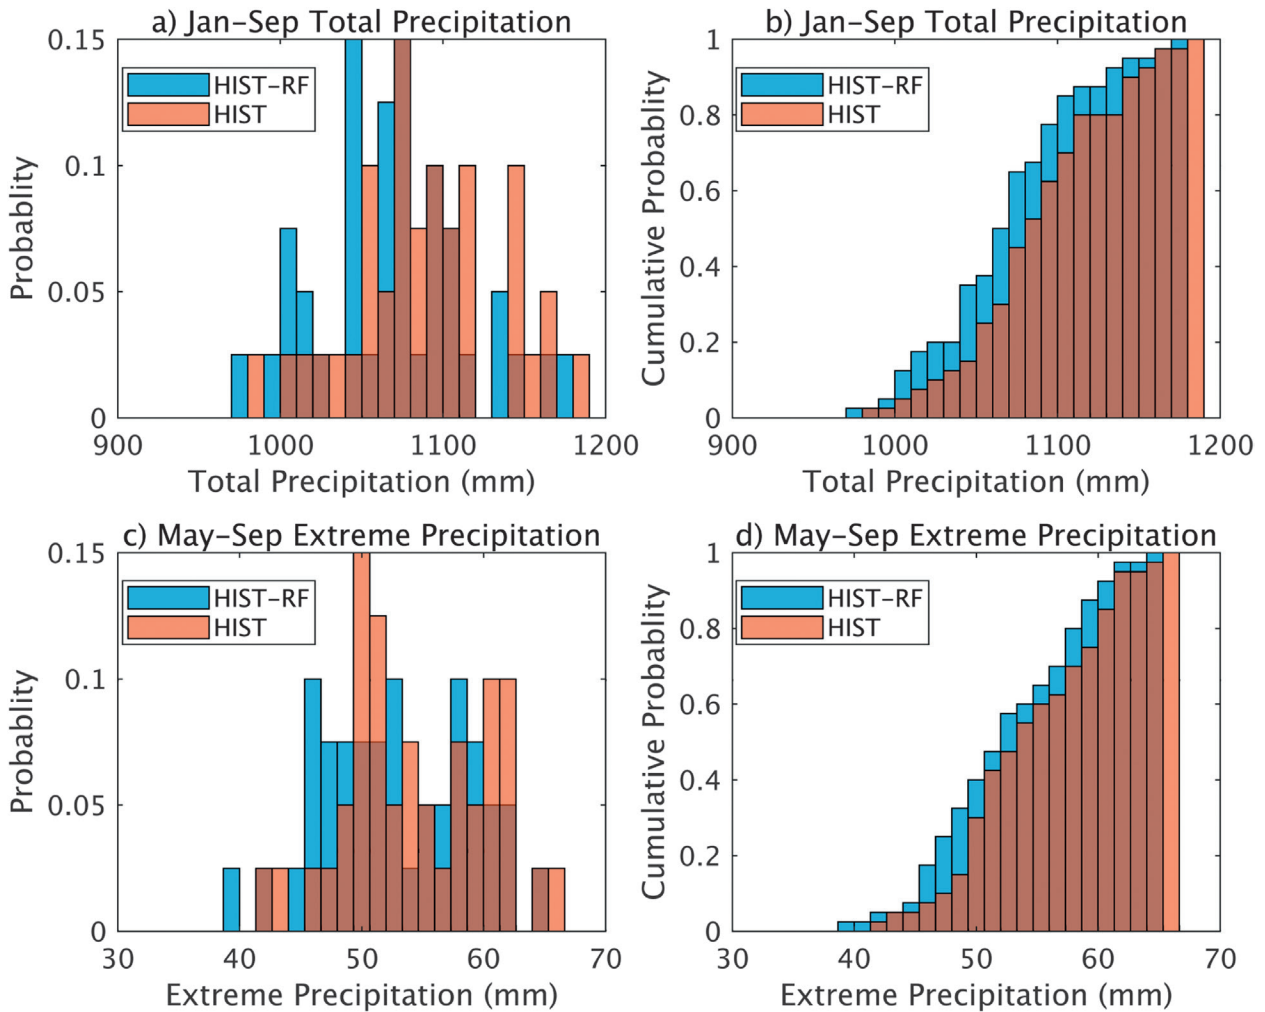 a) Jan-Sep Total Precipitation
0.15
0.1
0.05
0
HIST-RF
HIST
Probablity
900
1000
1100
1200
Total Precipitation (mm)
b) Jan-Sep Total Precipitation
1
0.8
0.6
0.4
0.2
0
HIST-RF
HIST
Cumulative Probablity
900
1000
1100
1200
Total Precipitation (mm)
c) May-Sep Extreme Precipitation
0.15
0.1
0.05
0
HIST-RF
HIST
Probablity
30
40
50
60
70
Extreme Precipitation (mm)
d) May-Sep Extreme Precipitation
1
0.8
0.6
0.4
0.2
0
HIST-RF
HIST
Cumulative Probablity
30
40
50
60
70
Extreme Precipitation (mm)